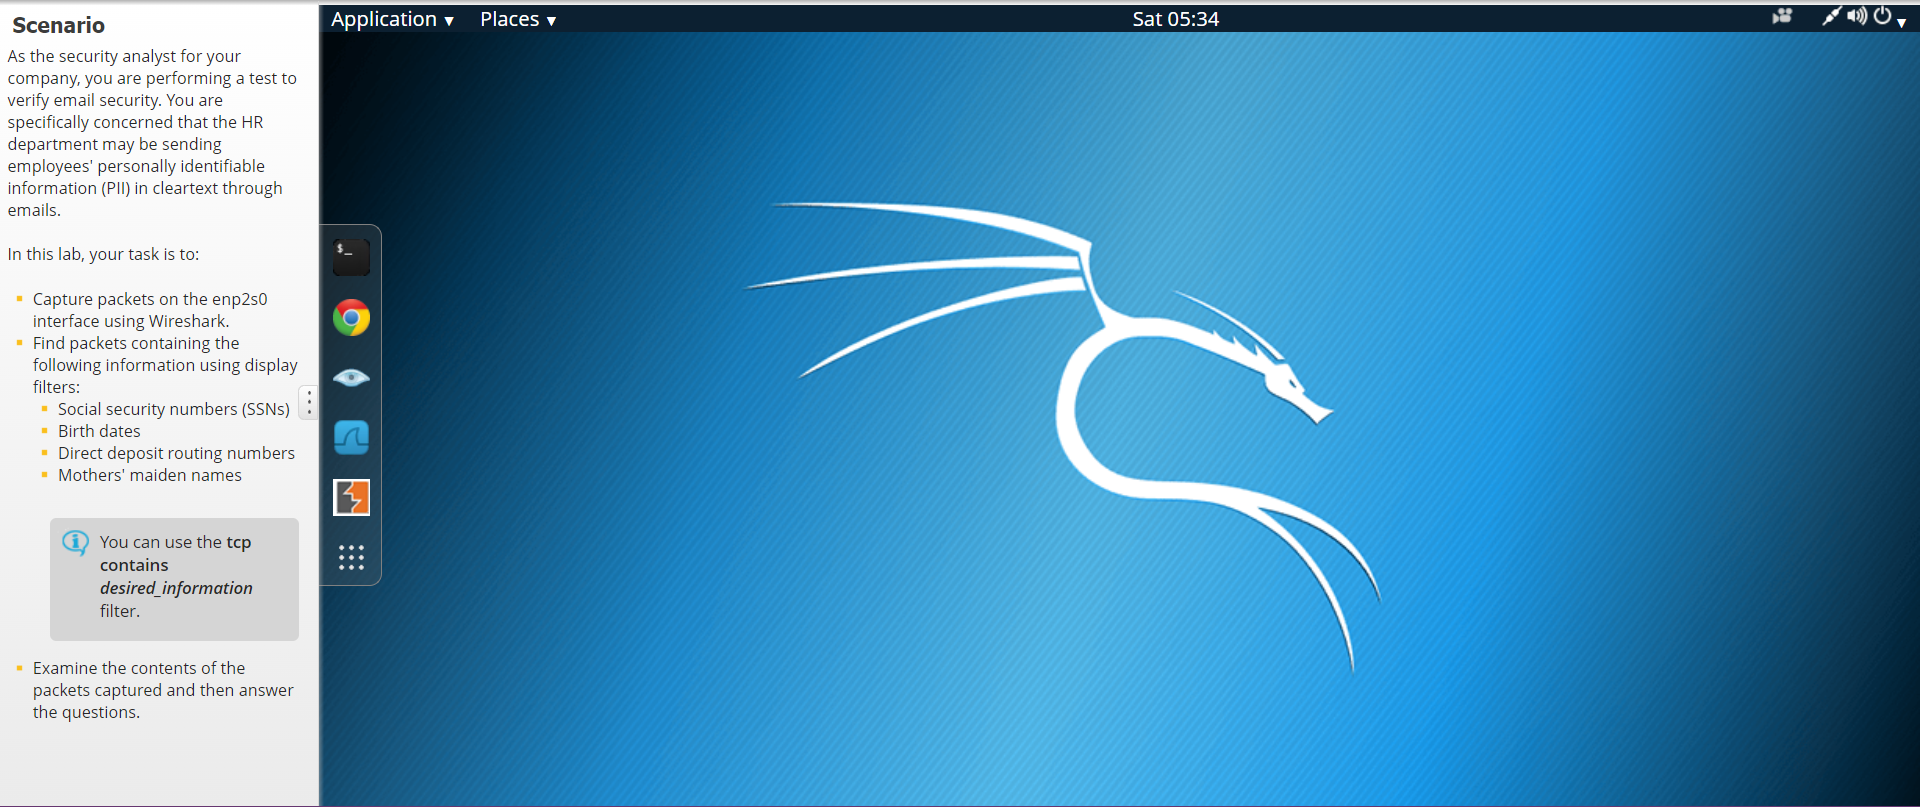 Scenario
As the security analyst for your
company, you are performing a test to
verify email security. You are
specifically concerned that the HR
department may be sending
employees' personally identifiable
information (PII) in cleartext through
emails.
In this lab, your task is to:
Capture packets on the enp2s0
interface using Wireshark.
Find packets containing the
following information using display
filters:
Social security numbers (SSNs)
Birth dates
Direct deposit routing numbers
Mothers' maiden names
You can use the tcp
contains
desired_information
filter.
Examine the contents of the
packets captured and then answer
the questions.
Application ▾ Places ▾ Sat 05:34
$_